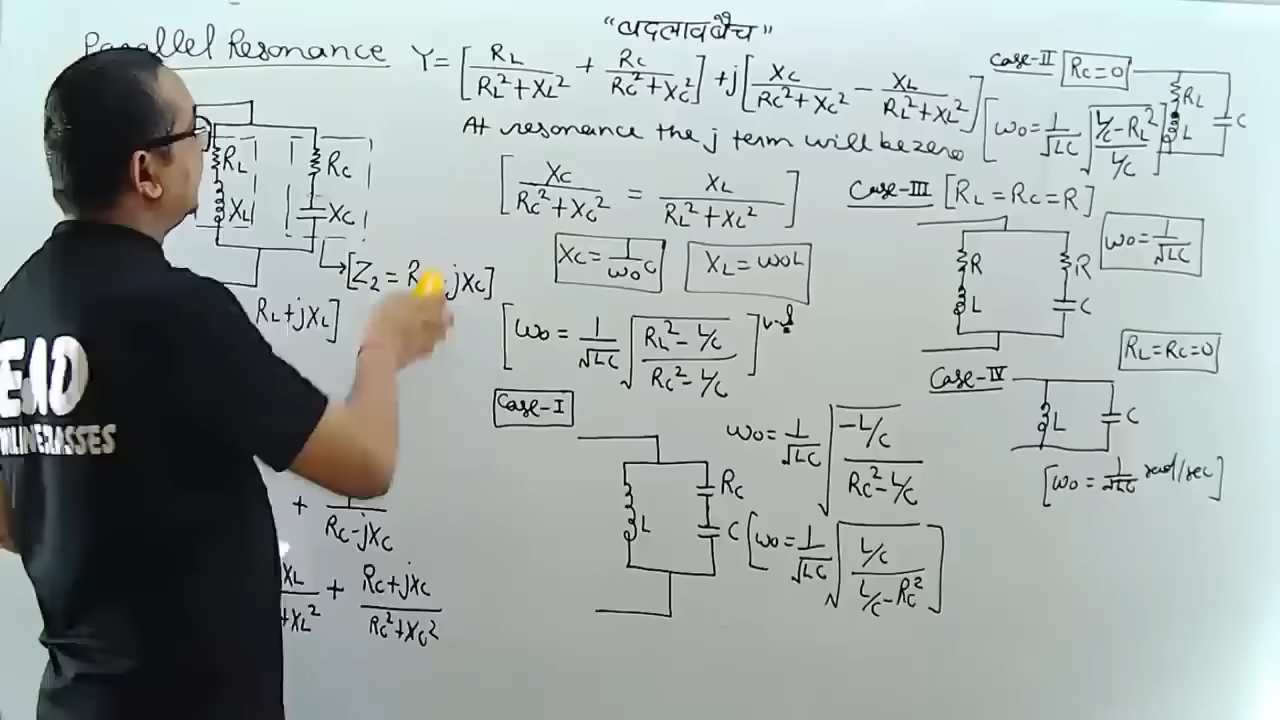 "बदलाव बैच"
Parallel Resonance
Y = [RL/(RL²+XL²) + RC/(RC²+XC²)] + j[XC/(RC²+XC²) − XL/(RL²+XL²)]
At resonance the j term will be zero
[XC/(RC²+XC²) = XL/(RL²+XL²)]
XC = 1/ω0C
XL = ω0L
[ω0 = 1/√LC √((RL² − L/C)/(RC² − L/C))]
RL
XL
RC
XC
[Z2 = R jXC]
RL + jXL]
+ 1/(RC − jXC)
XL/ +XL² + (RC + jXC)/(RC² + XC²)
Case-I
L
RC
C
ω0 = 1/√LC √(−L/C/(RC² − L/C))
[ω0 = 1/√LC √(L/C/(L/C − RC²))]
Case-II RC = 0
[ω0 = 1/√LC √((L/C − RL²)/(L/C))]
RL
L
C
Case-III [RL = RC = R]
R
L
R
C
ω0 = 1/√LC
RL = RC = 0
Case-IV
L
C
[ω0 = 1/√LC rad/sec]
EAD
ONLINE CLASSES